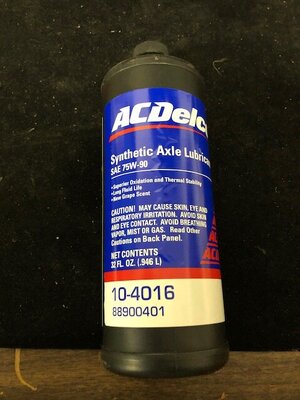 ACDelco
Synthetic Axle Lubricant
SAE 75W-90
• Superior Oxidation and Thermal Stability
• Long Fluid Life
• New Grape Scent
CAUTION! MAY CAUSE SKIN, EYE AND
RESPIRATORY IRRITATION. AVOID SKIN
AND EYE CONTACT. AVOID BREATHING
VAPOR, MIST OR GAS. Read Other
Cautions on Back Panel.
NET CONTENTS
32 FL. OZ. (.946 L)
10-4016
88900401